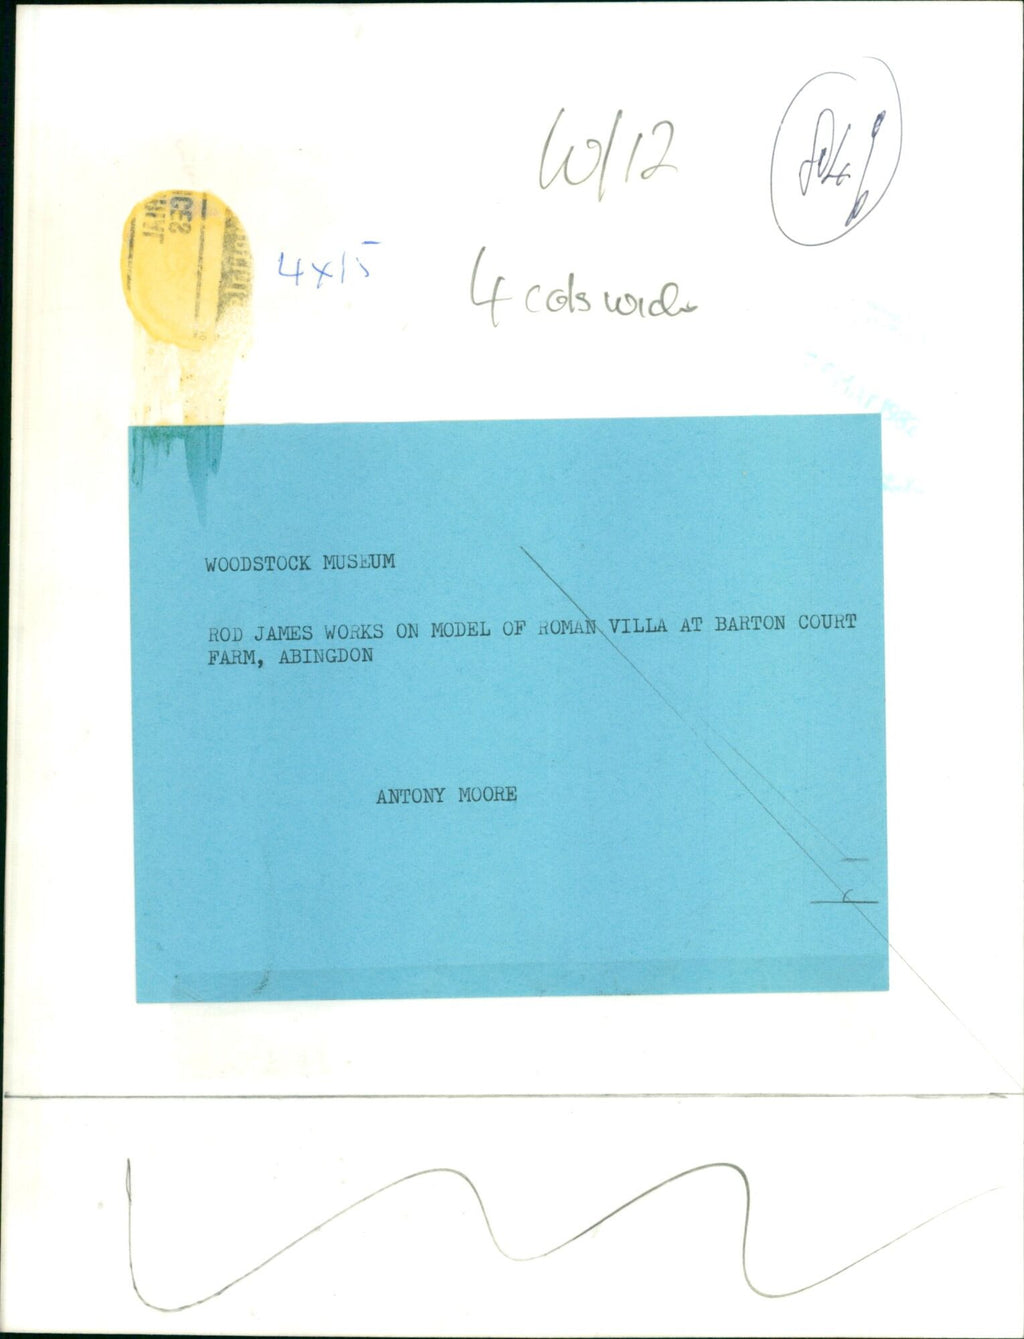 W/12
4x15
4 cols wide
WOODSTOCK MUSEUM
ROD JAMES WORKS ON MODEL OF ROMAN VILLA AT BARTON COURT
FARM, ABINGDON
ANTONY MOORE